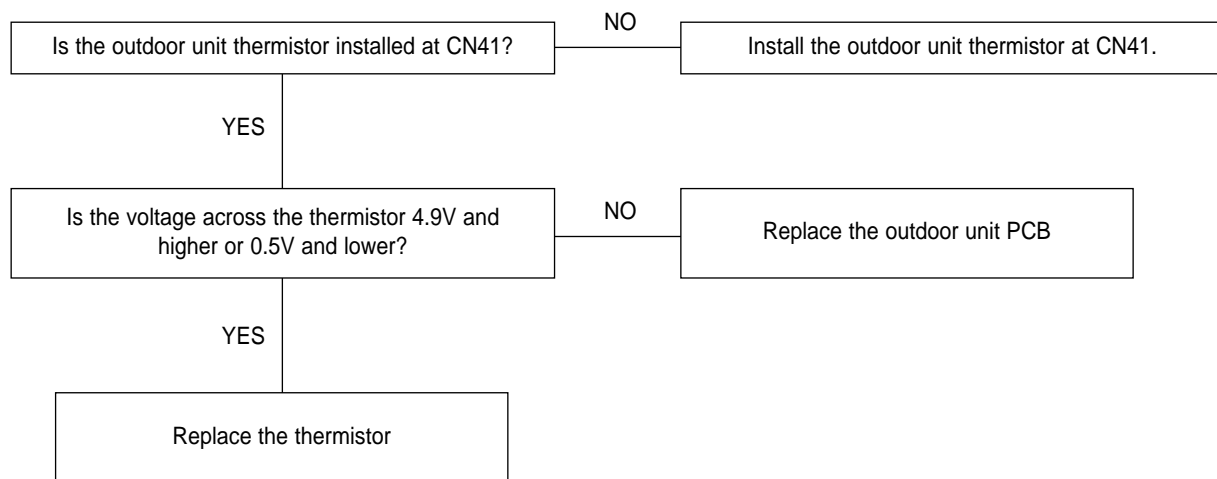 Is the outdoor unit thermistor installed at CN41?
NO
Install the outdoor unit thermistor at CN41.
YES
Is the voltage across the thermistor 4.9V and
higher or 0.5V and lower?
NO
Replace the outdoor unit PCB
YES
Replace the thermistor